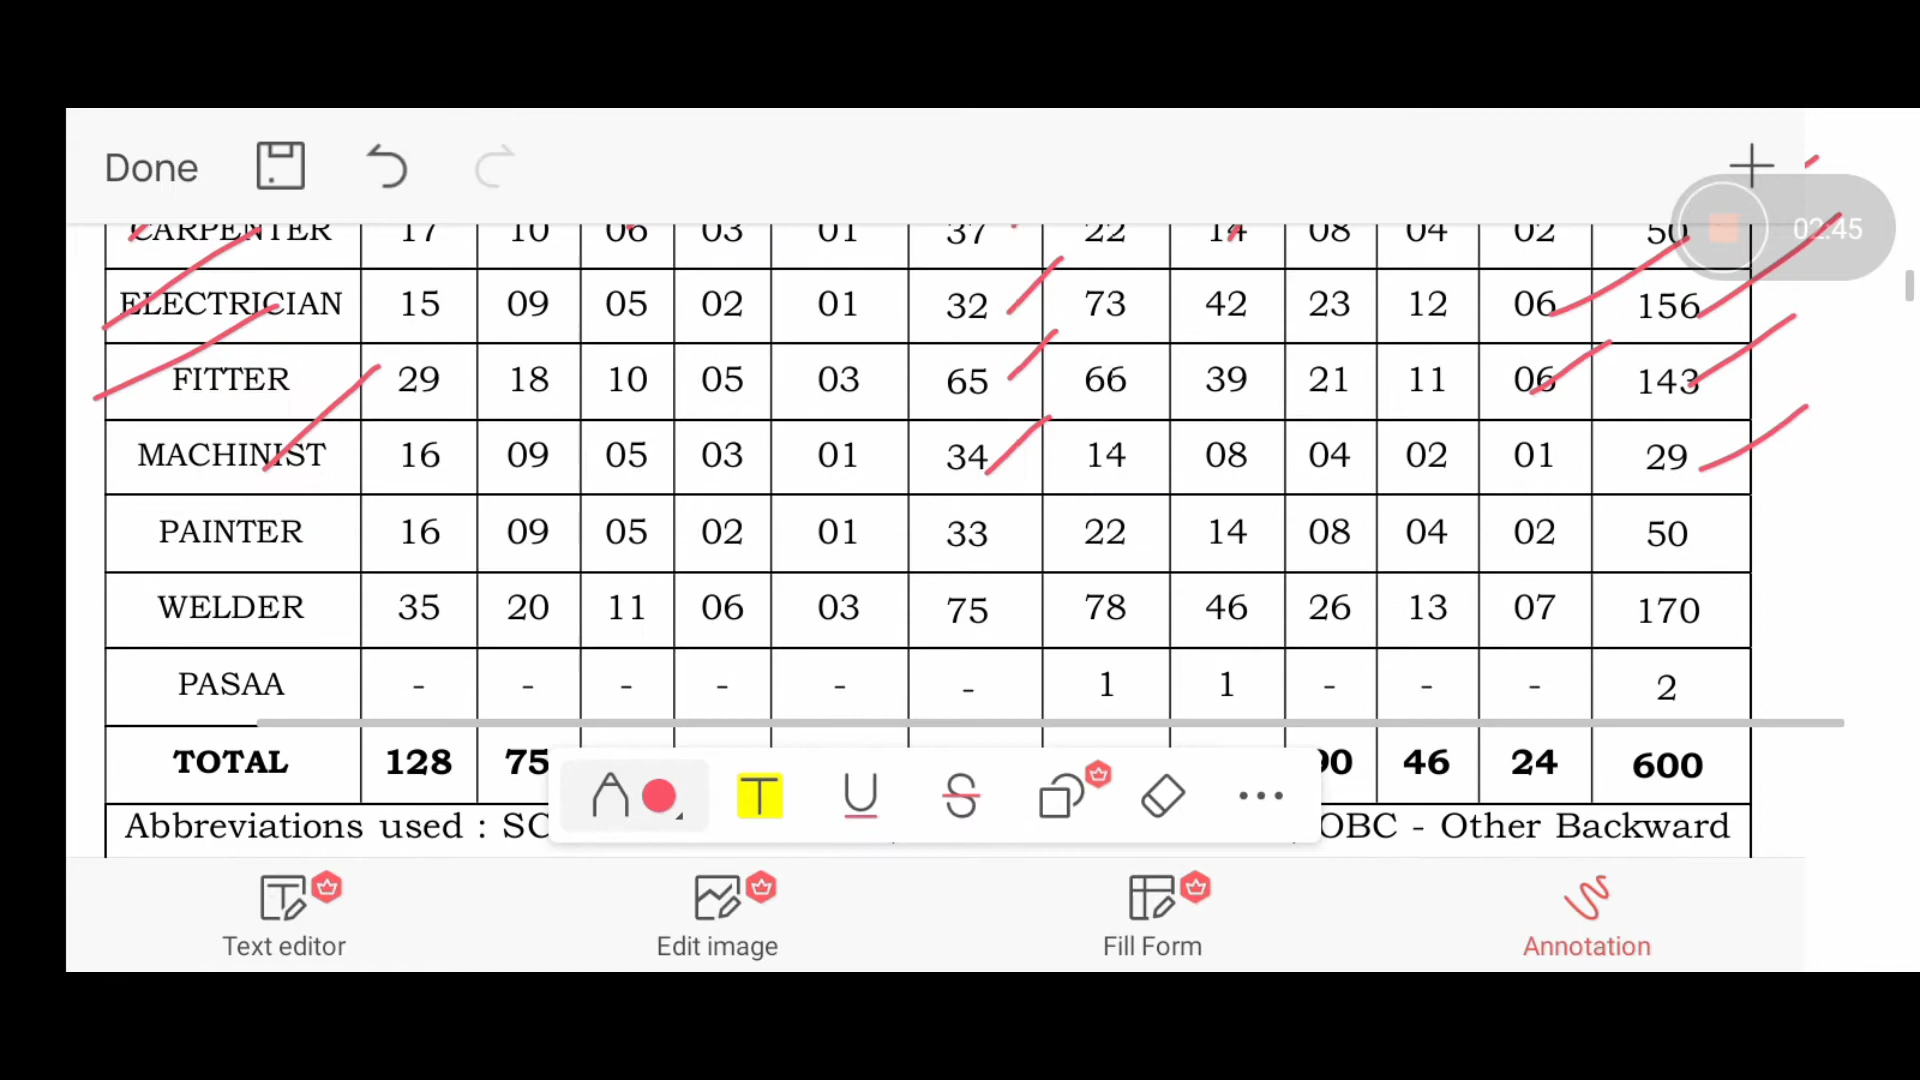 Done
02:45
CARPENTER 17 10 06 03 01 37 22 14 08 04 02 50
ELECTRICIAN 15 09 05 02 01 32 73 42 23 12 06 156
FITTER 29 18 10 05 03 65 66 39 21 11 06 143
MACHINIST 16 09 05 03 01 34 14 08 04 02 01 29
PAINTER 16 09 05 02 01 33 22 14 08 04 02 50
WELDER 35 20 11 06 03 75 78 46 26 13 07 170
PASAA - - - - - - 1 1 - - - 2
TOTAL 128 75 90 46 24 600
Abbreviations used : SC OBC - Other Backward
T U S
Text editor Edit image Fill Form Annotation